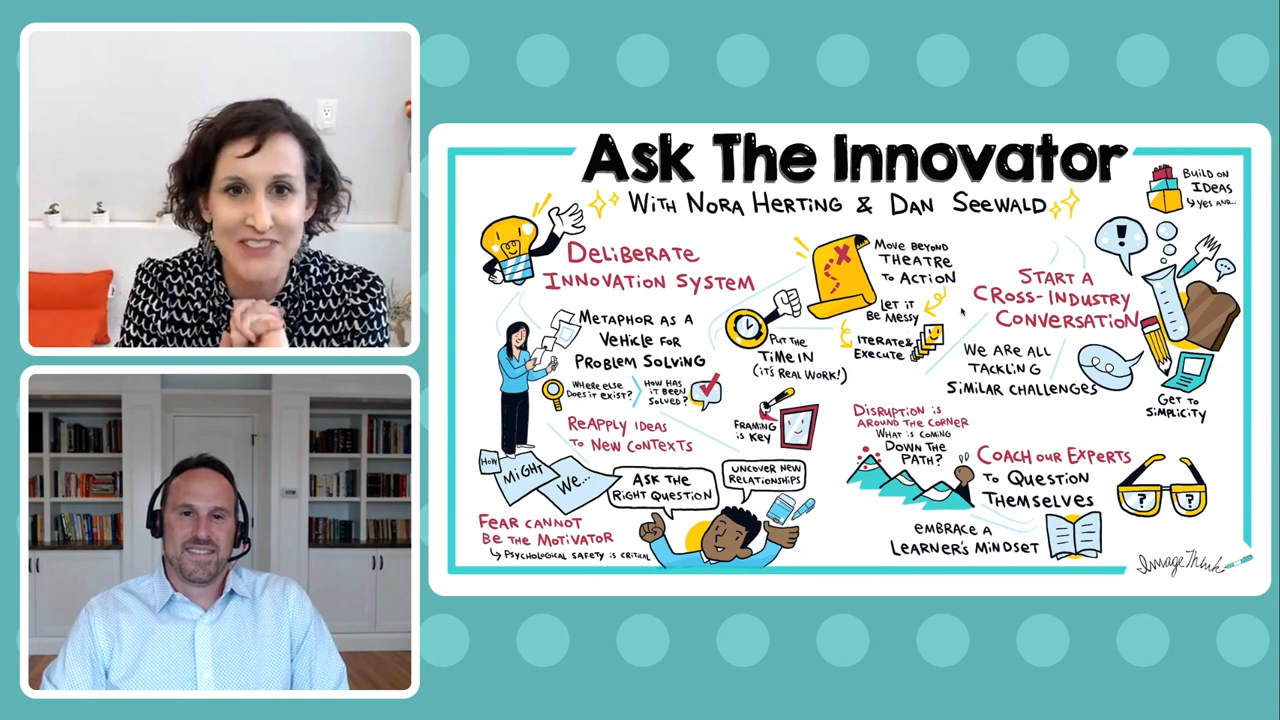 Ask The Innovator
With Nora Herting & Dan Seewald
Build on
Ideas
↳ Yes and...
Deliberate
Innovation System
Metaphor as a
Vehicle for
Problem Solving
Where else
does it exist?
How has
it been
solved?
Reapply Ideas
to New Contexts
How
Might
We...
Ask the
Right Question
Uncover New
Relationships
Fear cannot
be the Motivator
↳ Psychological safety is critical
Move Beyond
Theatre
to Action
Let it
Be Messy
Iterate &
Execute
Put the
Time In
(it's real work!)
Framing
is Key
Start a
Cross-Industry
Conversation
We are all
tackling
similar challenges
Get to
Simplicity
Disruption is
around the corner
What is coming
down the
path?
Coach our Experts
to Question
Themselves
Embrace a
Learner's Mindset
ImageThink